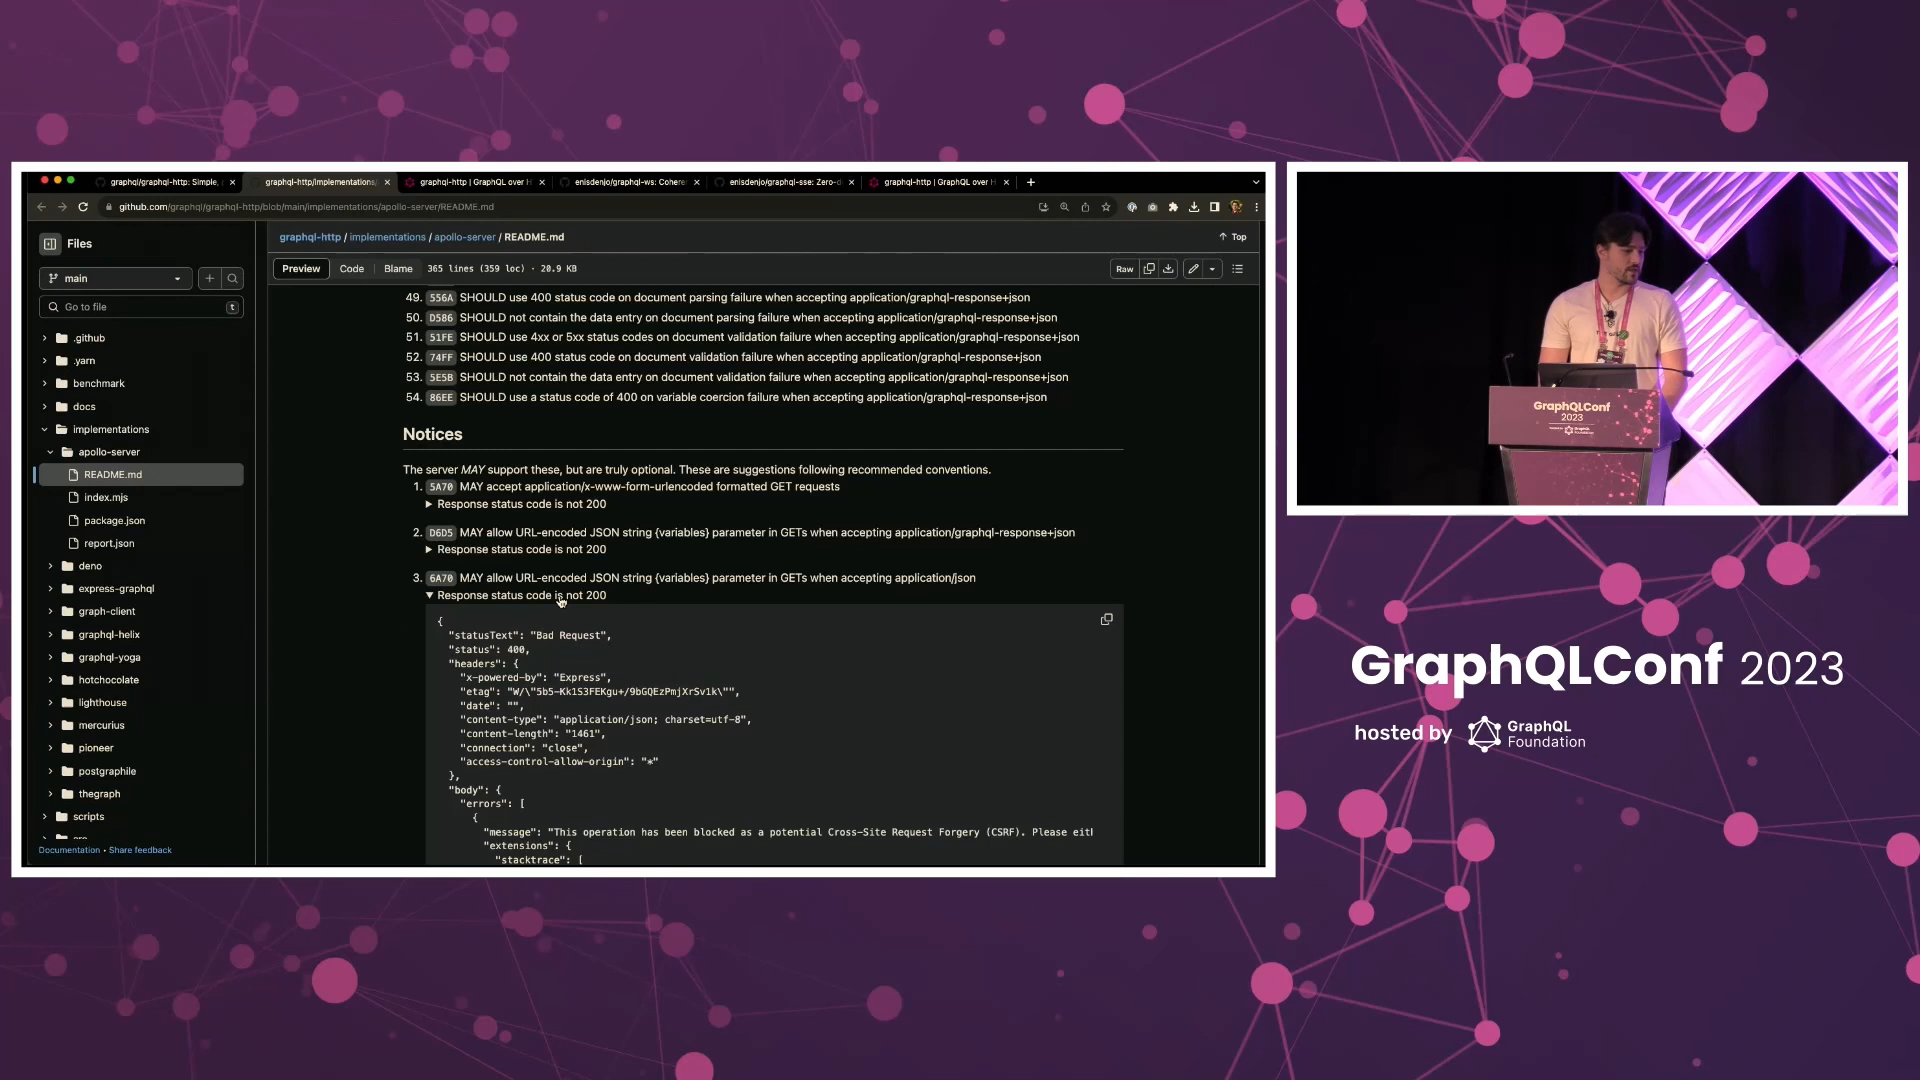 graphql/graphql-http: Simple,
graphql-http/implementations/
graphql-http | GraphQL over H
enisdenjo/graphql-ws: Cohere
enisdenjo/graphql-sse: Zero-d
graphql-http | GraphQL over H
github.com/graphql/graphql-http/blob/main/implementations/apollo-server/README.md
Files
main
Go to file
t
.github
.yarn
benchmark
docs
implementations
apollo-server
README.md
index.mjs
package.json
report.json
deno
express-graphql
graph-client
graphql-helix
graphql-yoga
hotchocolate
lighthouse
mercurius
pioneer
postgraphile
thegraph
scripts
Documentation • Share feedback
graphql-http / implementations / apollo-server / README.md
Top
Preview Code Blame 365 lines (359 loc) · 20.9 KB
Raw
49. 556A SHOULD use 400 status code on document parsing failure when accepting application/graphql-response+json
50. D586 SHOULD not contain the data entry on document parsing failure when accepting application/graphql-response+json
51. 51FE SHOULD use 4xx or 5xx status codes on document validation failure when accepting application/graphql-response+json
52. 74FF SHOULD use 400 status code on document validation failure when accepting application/graphql-response+json
53. 5E5B SHOULD not contain the data entry on document validation failure when accepting application/graphql-response+json
54. 86EE SHOULD use a status code of 400 on variable coercion failure when accepting application/graphql-response+json
Notices
The server MAY support these, but are truly optional. These are suggestions following recommended conventions.
1. 5A70 MAY accept application/x-www-form-urlencoded formatted GET requests
Response status code is not 200
2. D6D5 MAY allow URL-encoded JSON string {variables} parameter in GETs when accepting application/graphql-response+json
Response status code is not 200
3. 6A70 MAY allow URL-encoded JSON string {variables} parameter in GETs when accepting application/json
Response status code is not 200
{
"statusText": "Bad Request",
"status": 400,
"headers": {
"x-powered-by": "Express",
"etag": "W/\"5b5-Kk1S3FEKgu+/9bGQEzPmjXrSv1k\"",
"date": "",
"content-type": "application/json; charset=utf-8",
"content-length": "1461",
"connection": "close",
"access-control-allow-origin": "*"
},
"body": {
"errors": [
{
"message": "This operation has been blocked as a potential Cross-Site Request Forgery (CSRF). Please eith
"extensions": {
"stacktrace": [
GraphQLConf
2023
GraphQLConf 2023
hosted by GraphQL
Foundation